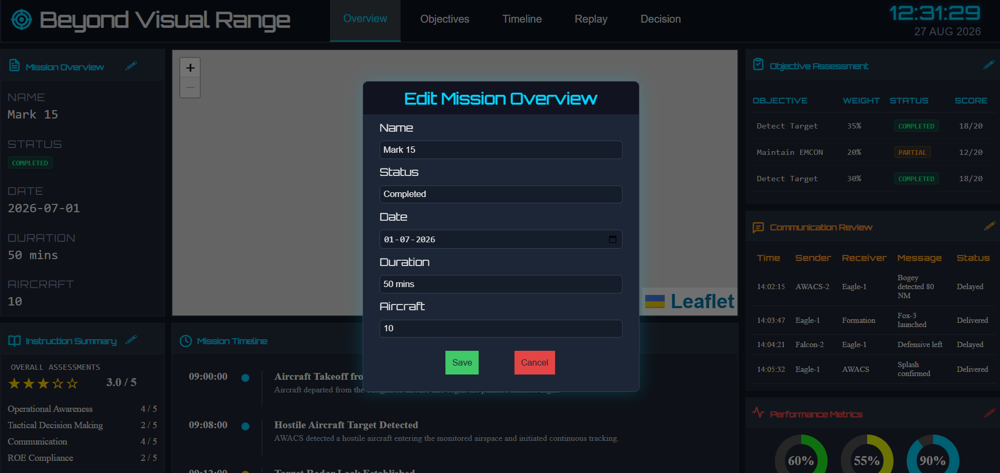 Beyond Visual Range
Overview
Objectives
Timeline
Replay
Decision
12:31:29
27 AUG 2026
Mission Overview
NAME
Mark 15
STATUS
COMPLETED
DATE
2026-07-01
DURATION
50 mins
AIRCRAFT
10
Instruction Summary
OVERALL ASSESSMENTS
3.0 / 5
Operational Awareness 4 / 5
Tactical Decision Making 2 / 5
Communication 4 / 5
ROE Compliance 2 / 5
+
−
Leaflet
Edit Mission Overview
Name
Mark 15
Status
Completed
Date
01-07-2026
Duration
50 mins
Aircraft
10
Save
Cancel
Mission Timeline
09:00:00
Aircraft Takeoff
Aircraft departed from the
09:08:00
Hostile Aircraft Target Detected
AWACS detected a hostile aircraft entering the monitored airspace and initiated continuous tracking.
09:12:00
Target Radar Lock Established
Objective Assessment
OBJECTIVE WEIGHT STATUS SCORE
Detect Target 35% COMPLETED 18/20
Maintain EMCON 20% PARTIAL 12/20
Detect Target 30% COMPLETED 18/20
Communication Review
Time Sender Receiver Message Status
14:02:15 AWACS-2 Eagle-1 Bogey detected 80 NM Delayed
14:03:47 Eagle-1 Formation Fox-3 launched Delivered
14:04:21 Falcon-2 Eagle-1 Defensive left Delayed
14:05:32 Eagle-1 AWACS Splash confirmed Delivered
Performance Metrics
60%
55%
90%